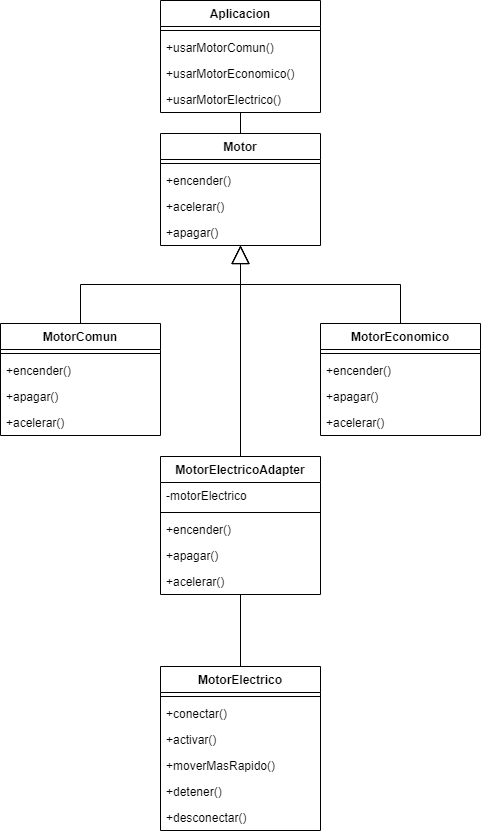 Aplicacion
+usarMotorComun()
+usarMotorEconomico()
+usarMotorElectrico()
Motor
+encender()
+acelerar()
+apagar()
MotorComun
+encender()
+apagar()
+acelerar()
MotorEconomico
+encender()
+apagar()
+acelerar()
MotorElectricoAdapter
-motorElectrico
+encender()
+apagar()
+acelerar()
MotorElectrico
+conectar()
+activar()
+moverMasRapido()
+detener()
+desconectar()